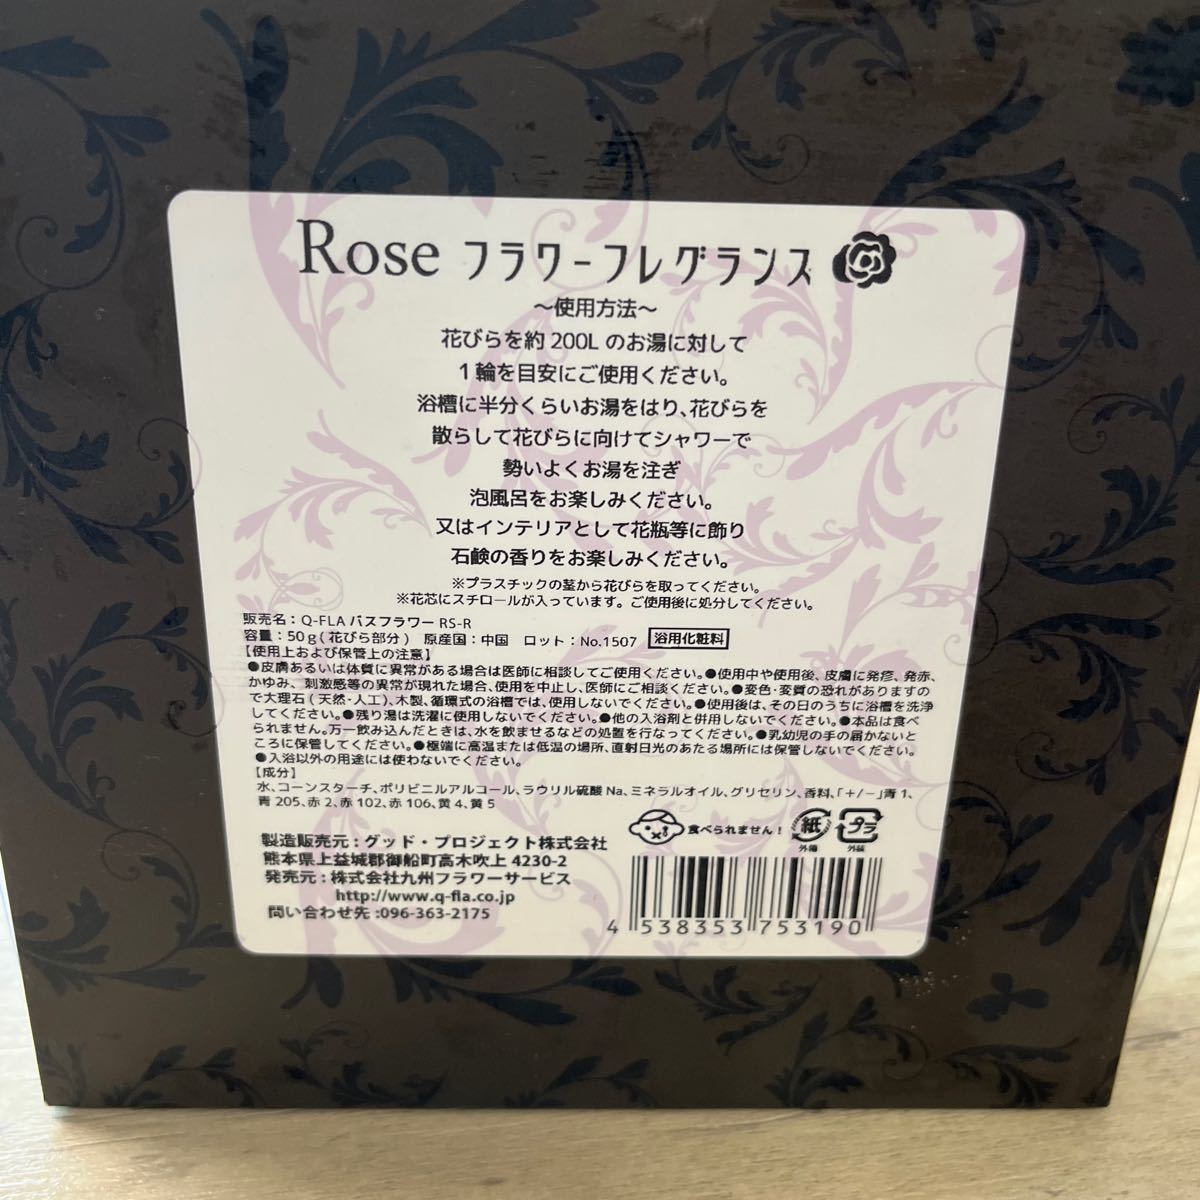 Rose フラワーフレグランス
～使用方法～
花びらを約 200L のお湯に対して
1輪を目安にご使用ください。
浴槽に半分くらいお湯をはり、花びらを
散らして花びらに向けてシャワーで
勢いよくお湯を注ぎ
泡風呂をお楽しみください。
又はインテリアとして花瓶等に飾り
石鹸の香りをお楽しみください。
※プラスチックの茎から花びらを取ってください。
※花芯にスチロールが入っています。ご使用後に処分してください。
販売名：Q-FLA バスフラワー RS-R
容量：50g(花びら部分) 原産国：中国 ロット：No.1507 浴用化粧料
【使用上および保管上の注意】
●皮膚あるいは体質に異常がある場合は医師に相談してご使用ください。●使用中や使用後、皮膚に発疹、発赤、
かゆみ、刺激感等の異常が現れた場合、使用を中止し、医師にご相談ください。●変色・変質の恐れがありますの
で大理石(天然・人工)、木製、循環式の浴槽では、使用しないでください。●使用後は、その日のうちに浴槽を洗浄
してください。●残り湯は洗濯に使用しないでください。●他の入浴剤と併用しないでください。●本品は食べ
られません。万一飲み込んだときは、水を飲ませるなどの処置を行なってください。●乳幼児の手の届かないと
ころに保管してください。●極端に高温または低温の場所、直射日光のあたる場所には保管しないでください。
●入浴以外の用途には使わないでください。
【成分】
水、コーンスターチ、ポリビニルアルコール、ラウリル硫酸 Na、ミネラルオイル、グリセリン、香料、「+/−」青 1、
青 205、赤 2、赤 102、赤 106、黄 4、黄 5
食べられません！ 紙 プラ
外箱 外装
製造販売元：グッド・プロジェクト株式会社
熊本県上益城郡御船町高木吹上 4230-2
発売元：株式会社九州フラワーサービス
http://www.q-fla.co.jp
問い合わせ先：096-363-2175
4 538353 753190